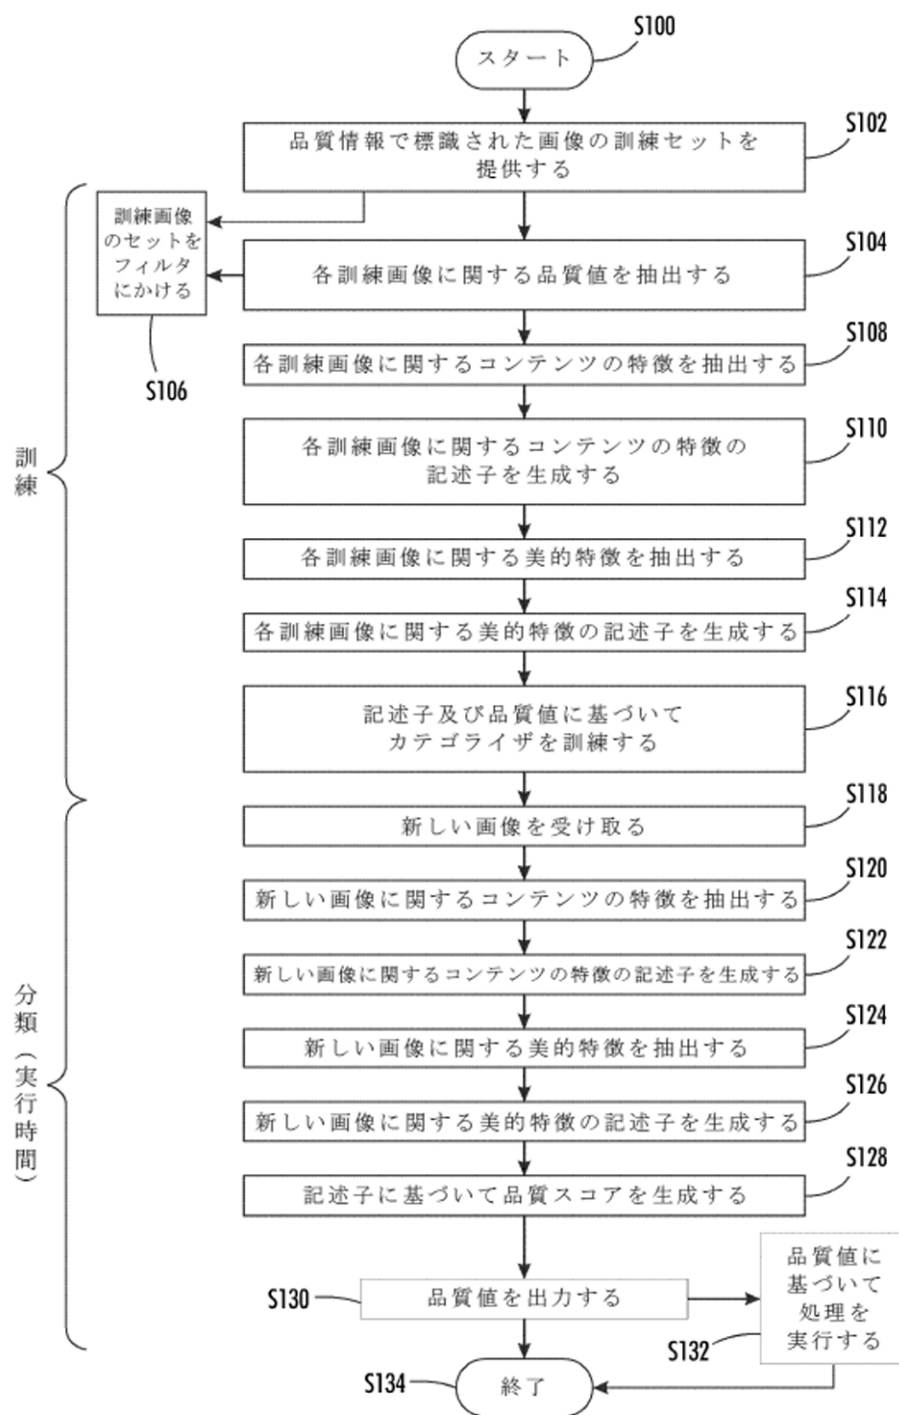 S100
スタート
S102
品質情報で標識された画像の訓練セットを
提供する
訓練画像
のセットを
フィルタ
にかける
S106
S104
各訓練画像に関する品質値を抽出する
S108
各訓練画像に関するコンテンツの特徴を抽出する
S110
各訓練画像に関するコンテンツの特徴の
記述子を生成する
訓練
S112
各訓練画像に関する美的特徴を抽出する
S114
各訓練画像に関する美的特徴の記述子を生成する
S116
記述子及び品質値に基づいて
カテゴライザを訓練する
S118
新しい画像を受け取る
S120
新しい画像に関するコンテンツの特徴を抽出する
S122
新しい画像に関するコンテンツの特徴の記述子を生成する
分類(実行時間)
S124
新しい画像に関する美的特徴を抽出する
S126
新しい画像に関する美的特徴の記述子を生成する
S128
記述子に基づいて品質スコアを生成する
S130
品質値を出力する
品質値に
基づいて
処理を
実行する
S132
S134
終了